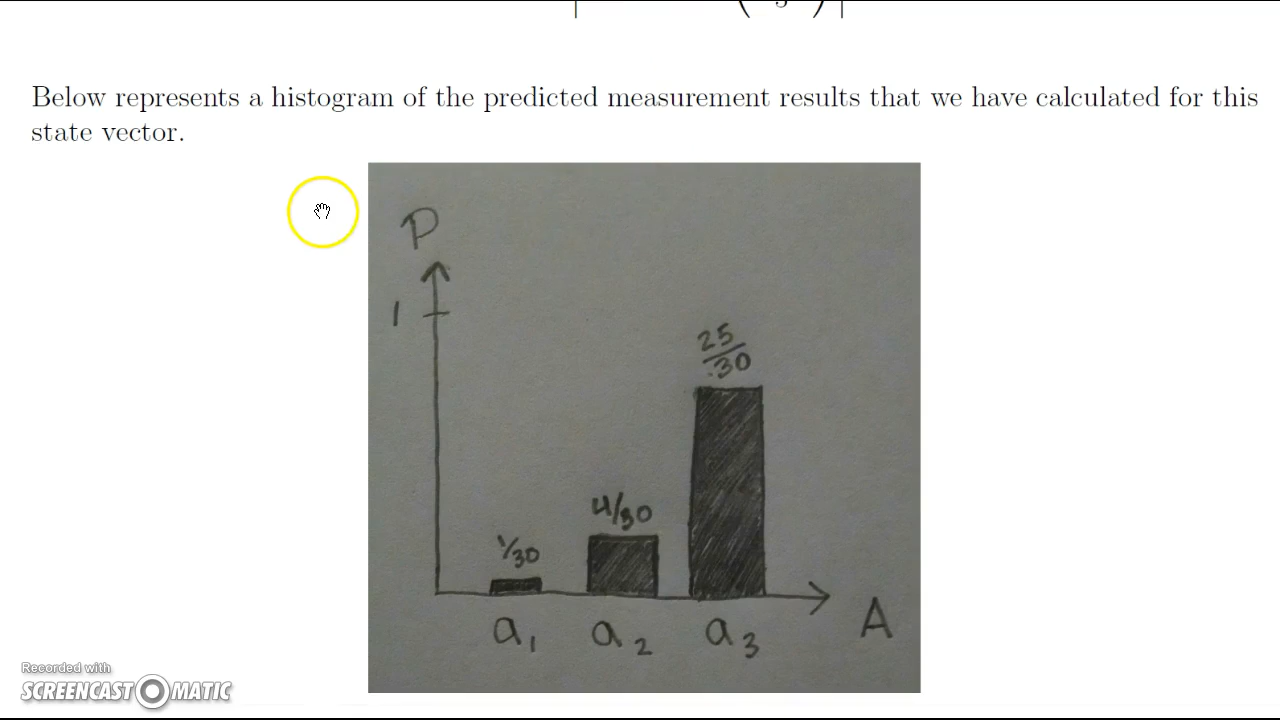 Below represents a histogram of the predicted measurement results that we have calculated for this
state vector.
P
1
25
30
4/30
1/30
a₁ a₂ a₃
A
Recorded with
SCREENCAST MATIC